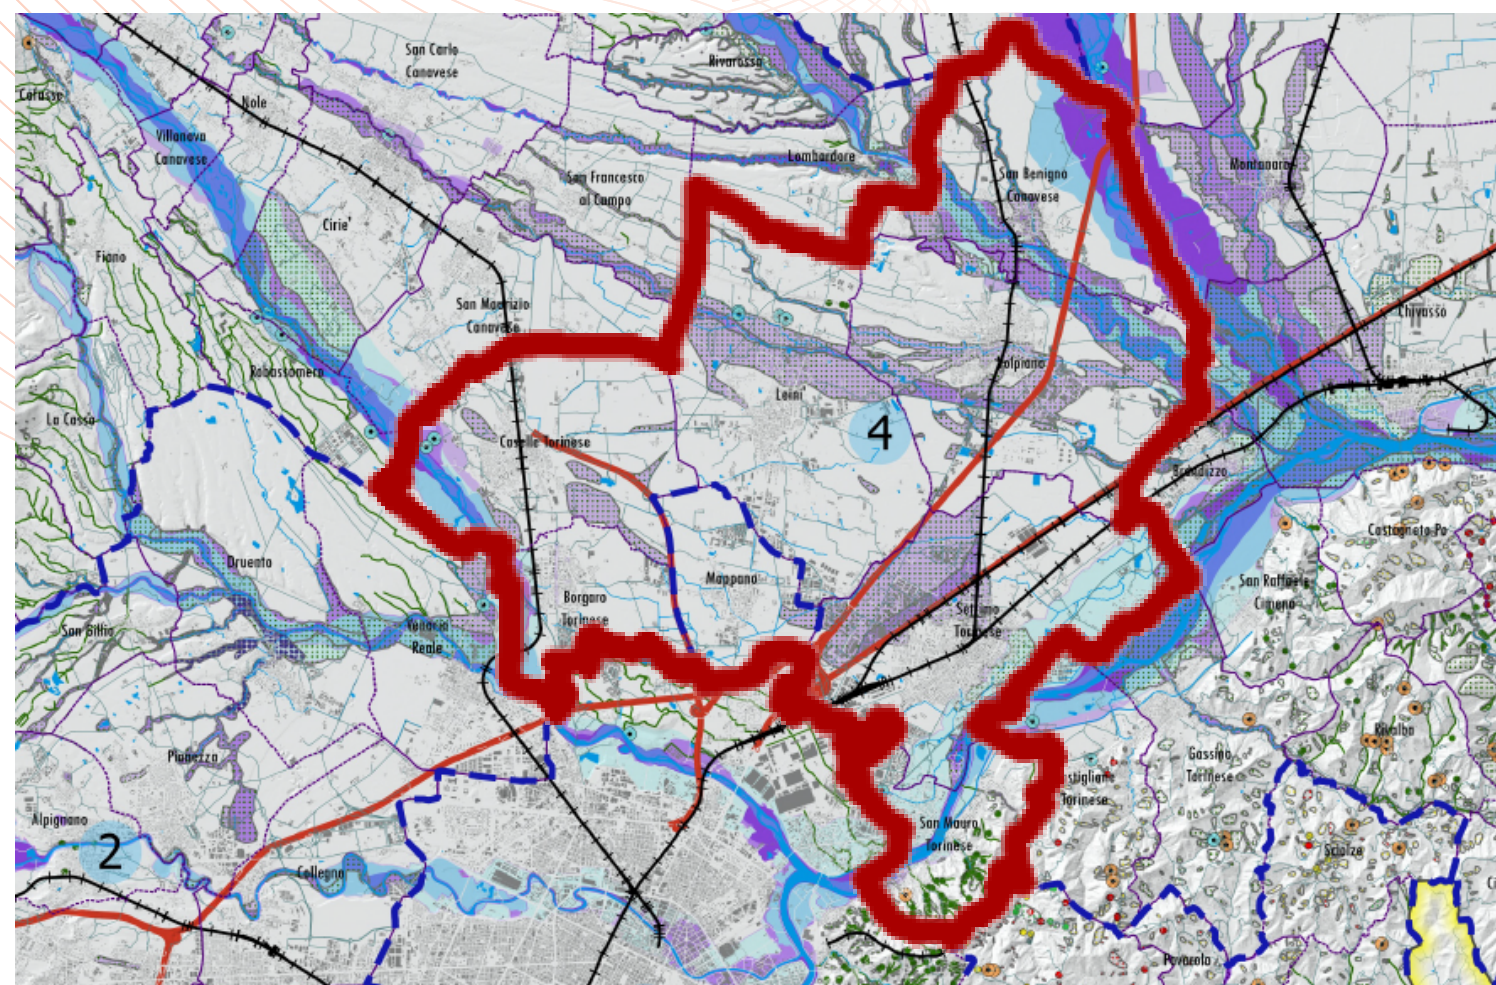 San Carlo
Canavese
Rivarossa
Cafasse
Nole
Villanova
Canavese
Lombardore
Montanaro
San Francesco
al Campo
San Benigno
Canavese
Cirie'
Fiano
San Maurizio
Canavese
Chivasso
Robassomero
Volpiano
Leini'
La Cassa
4
Caselle Torinese
Brandizzo
Castagneto Po
Druento
Mappano
San Raffaele
Cimena
Borgaro
Torinese
Settimo
Torinese
San Gillio
Venaria
Reale
Rivalba
Pianezza
Gassino
Torinese
stiglione
Torinese
Alpignano
San Mauro
Torinese
2
Sciolze
Collegno
Pavarolo